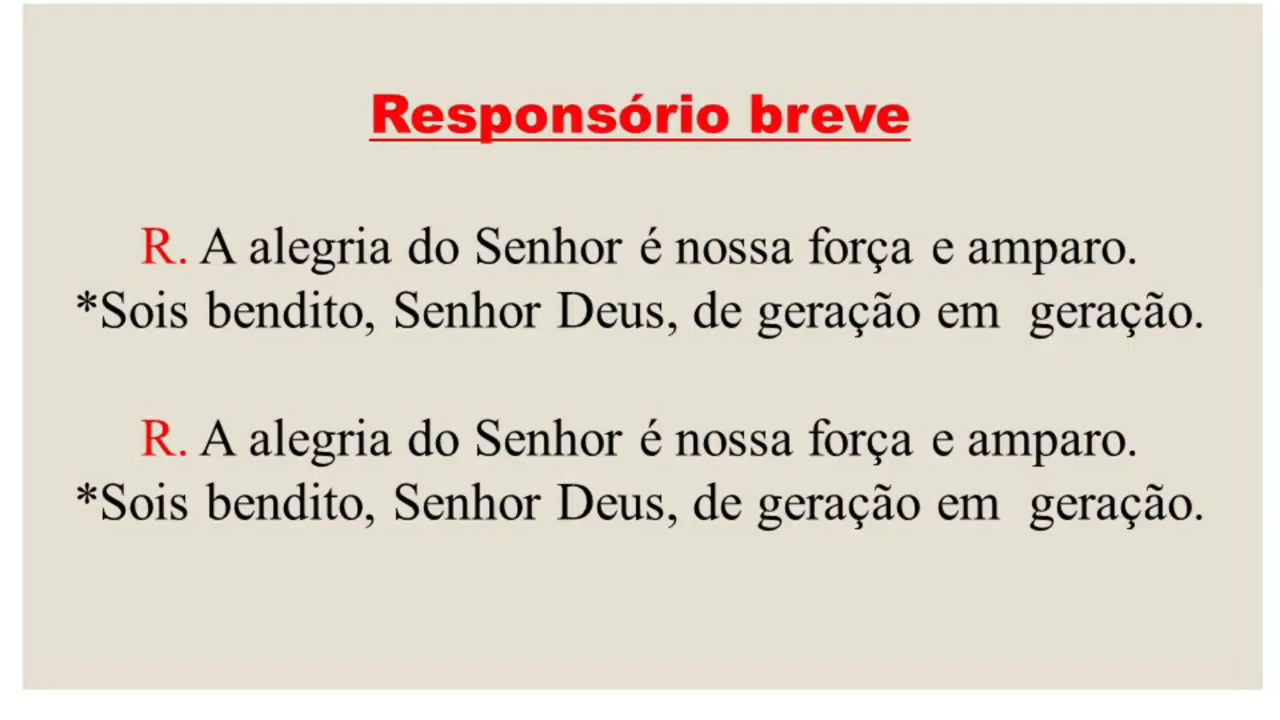 Responsório breve
R. A alegria do Senhor é nossa força e amparo.
*Sois bendito, Senhor Deus, de geração em geração.
R. A alegria do Senhor é nossa força e amparo.
*Sois bendito, Senhor Deus, de geração em geração.